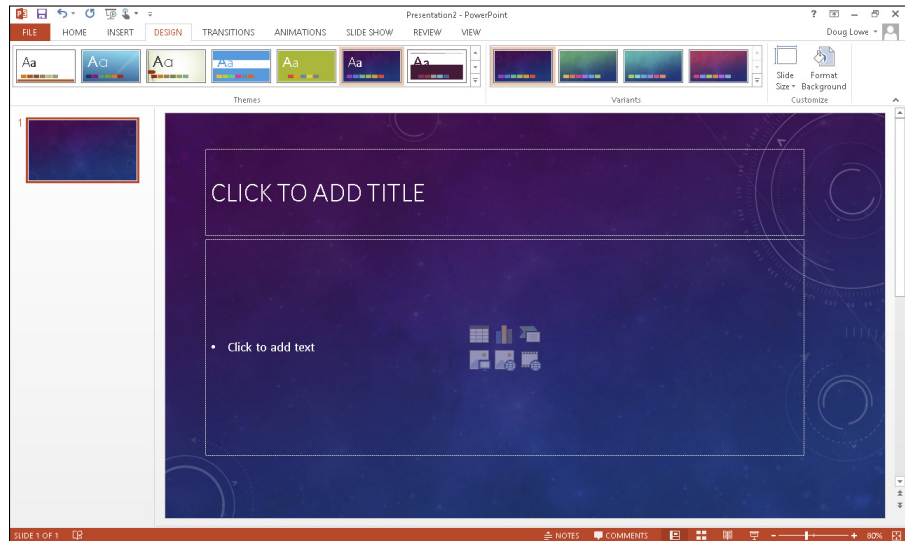 Presentation2 - PowerPoint
FILE HOME INSERT DESIGN TRANSITIONS ANIMATIONS SLIDE SHOW REVIEW VIEW Doug Lowe
Aa Aa Aa Aa Aa Aa Aa
Slide Size Format Background
Themes Variants Customize
1
CLICK TO ADD TITLE
• Click to add text
SLIDE 1 OF 1 NOTES COMMENTS 80%